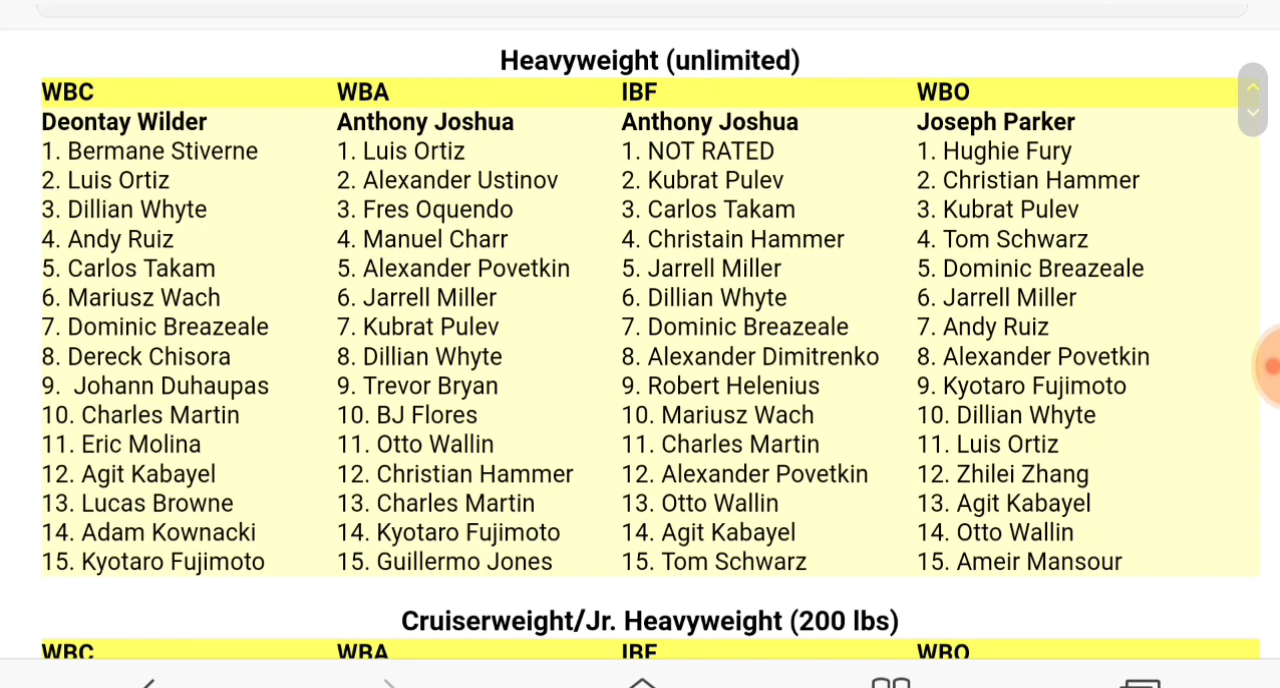 Heavyweight (unlimited)
WBC WBA IBF WBO
Deontay Wilder Anthony Joshua Anthony Joshua Joseph Parker
1. Bermane Stiverne 1. Luis Ortiz 1. NOT RATED 1. Hughie Fury
2. Luis Ortiz 2. Alexander Ustinov 2. Kubrat Pulev 2. Christian Hammer
3. Dillian Whyte 3. Fres Oquendo 3. Carlos Takam 3. Kubrat Pulev
4. Andy Ruiz 4. Manuel Charr 4. Christain Hammer 4. Tom Schwarz
5. Carlos Takam 5. Alexander Povetkin 5. Jarrell Miller 5. Dominic Breazeale
6. Mariusz Wach 6. Jarrell Miller 6. Dillian Whyte 6. Jarrell Miller
7. Dominic Breazeale 7. Kubrat Pulev 7. Dominic Breazeale 7. Andy Ruiz
8. Dereck Chisora 8. Dillian Whyte 8. Alexander Dimitrenko 8. Alexander Povetkin
9. Johann Duhaupas 9. Trevor Bryan 9. Robert Helenius 9. Kyotaro Fujimoto
10. Charles Martin 10. BJ Flores 10. Mariusz Wach 10. Dillian Whyte
11. Eric Molina 11. Otto Wallin 11. Charles Martin 11. Luis Ortiz
12. Agit Kabayel 12. Christian Hammer 12. Alexander Povetkin 12. Zhilei Zhang
13. Lucas Browne 13. Charles Martin 13. Otto Wallin 13. Agit Kabayel
14. Adam Kownacki 14. Kyotaro Fujimoto 14. Agit Kabayel 14. Otto Wallin
15. Kyotaro Fujimoto 15. Guillermo Jones 15. Tom Schwarz 15. Ameir Mansour
Cruiserweight/Jr. Heavyweight (200 lbs)
WBC WBA IBF WBO